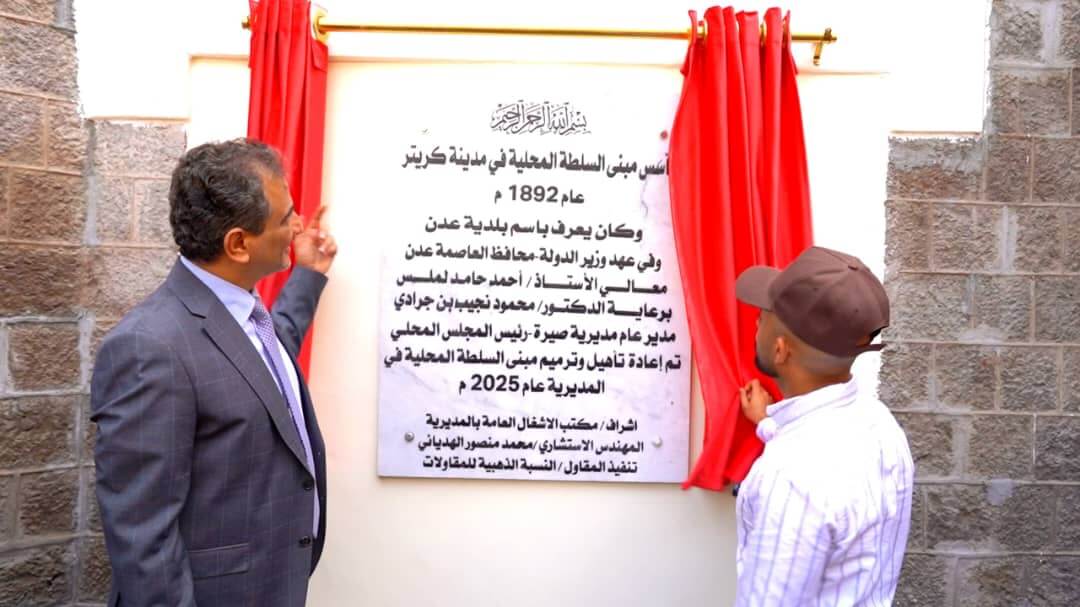 بسم الله الرحمن الرحيم
أسس مبنى السلطة المحلية في مدينة كريتر
عام 1892 م
وكان يعرف باسم بلدية عدن
وفي عهد وزير الدولة-محافظ العاصمة عدن
معالي الأستاذ / أحمد حامد لملس
برعاية الدكتور/ محمود نجيب بن جرادي
مدير عام مديرية صيرة -رئيس المجلس المحلي
تم إعادة تأهيل وترميم مبنى السلطة المحلية في
المديرية عام 2025 م
اشراف / مكتب الاشغال العامة بالمديرية
المهندس الاستشاري /محمد منصور الهدياني
تنفيذ المقاول / النسبة الذهبية للمقاولات